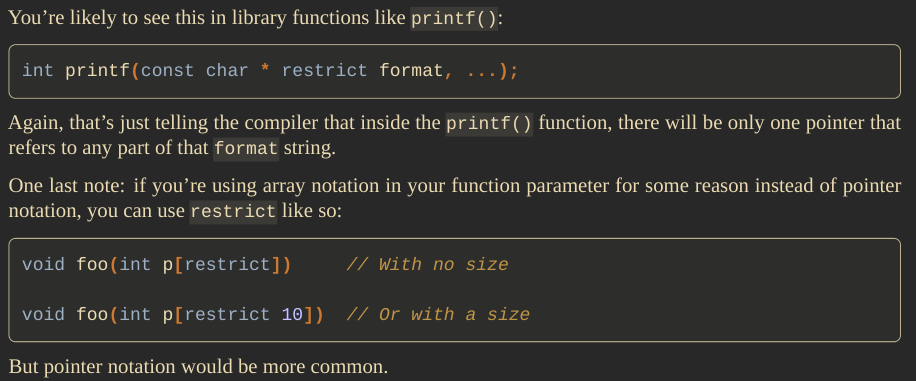 You’re likely to see this in library functions like printf():
int printf(const char * restrict format, ...);
Again, that’s just telling the compiler that inside the printf() function, there will be only one pointer that
refers to any part of that format string.
One last note: if you’re using array notation in your function parameter for some reason instead of pointer
notation, you can use restrict like so:
void foo(int p[restrict])     // With no size
void foo(int p[restrict 10])  // Or with a size
But pointer notation would be more common.